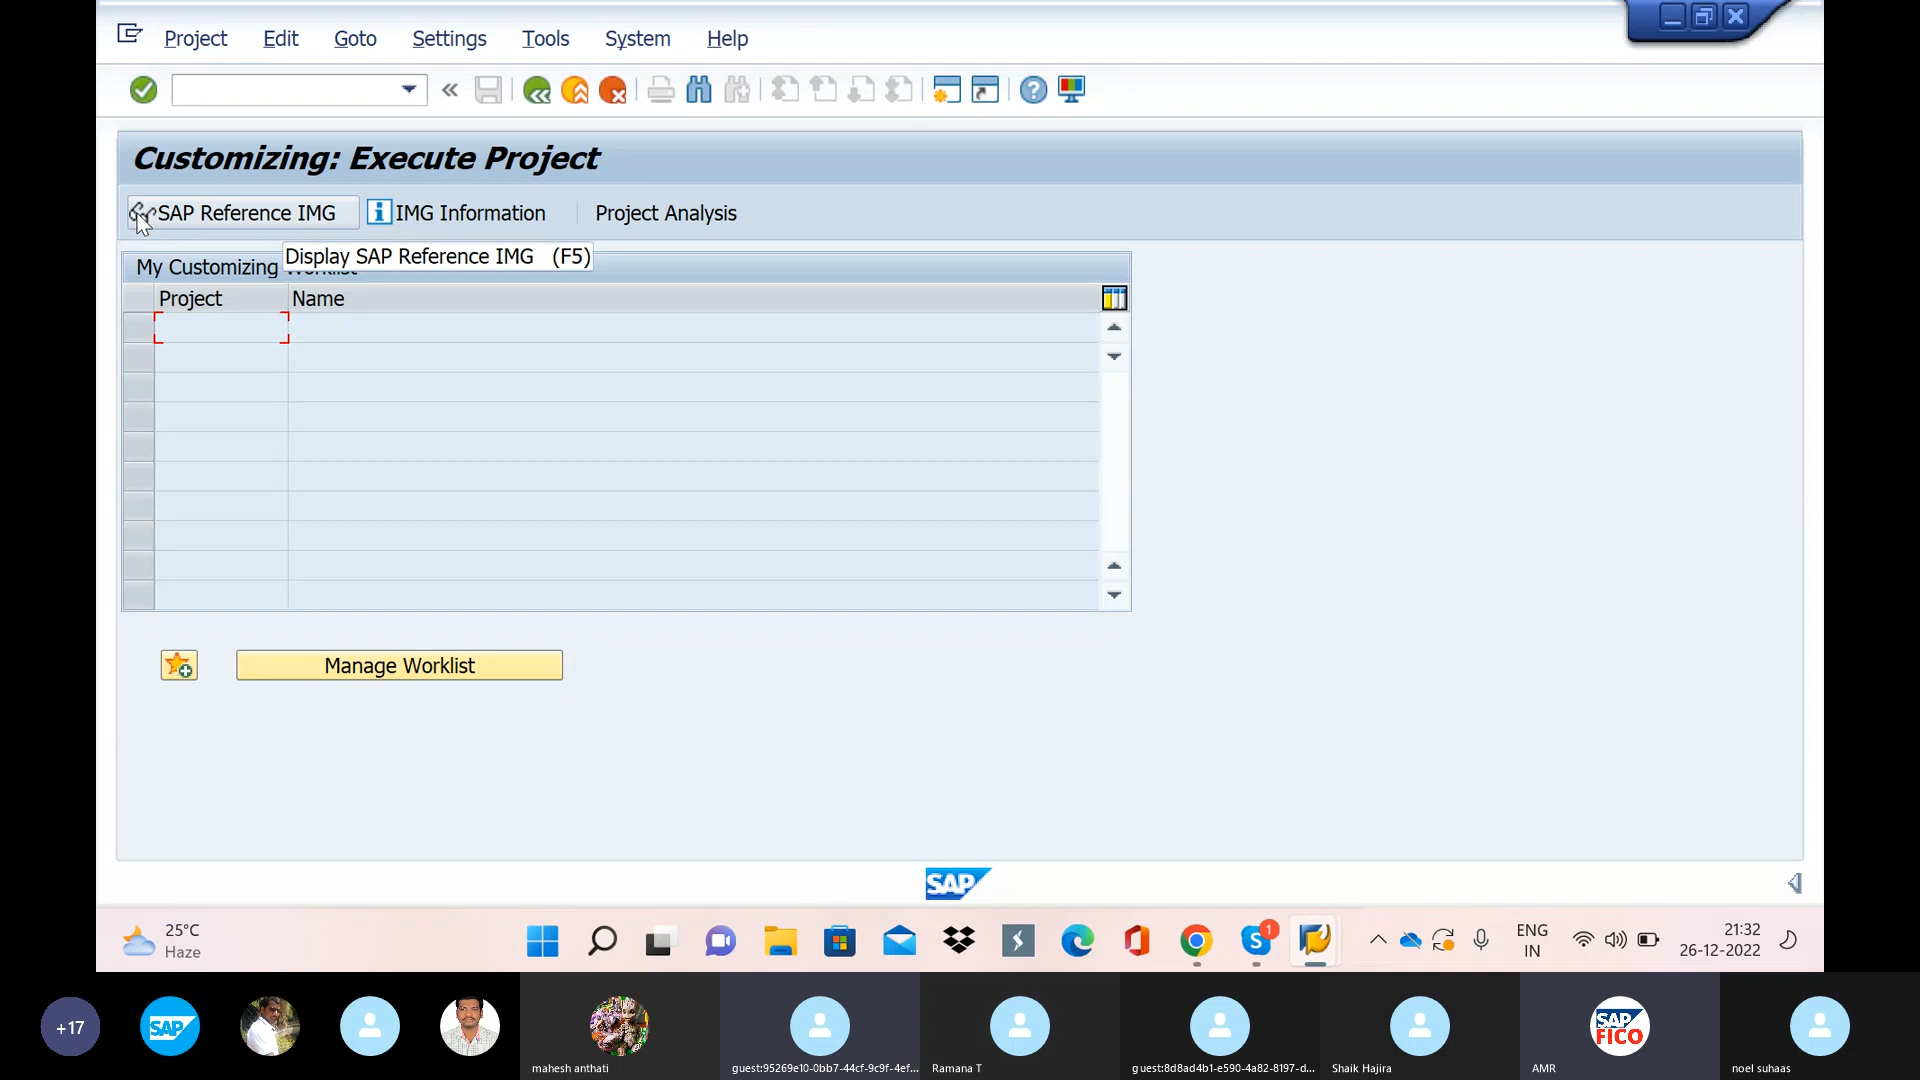 Project Edit Goto Settings Tools System Help
Customizing: Execute Project
SAP Reference IMG IMG Information Project Analysis
Display SAP Reference IMG (F5)
My Customizing Worklist
Project Name
Manage Worklist
SAP
25°C
Haze
S 1
ENG
IN
21:32
26-12-2022
+17
SAP
SAP
FICO
mahesh anthati
guest:95269e10-0bb7-44cf-9c9f-4ef...
Ramana T
guest:8d8ad4b1-e590-4a82-8197-d...
Shaik Hajira
AMR
noel suhaas